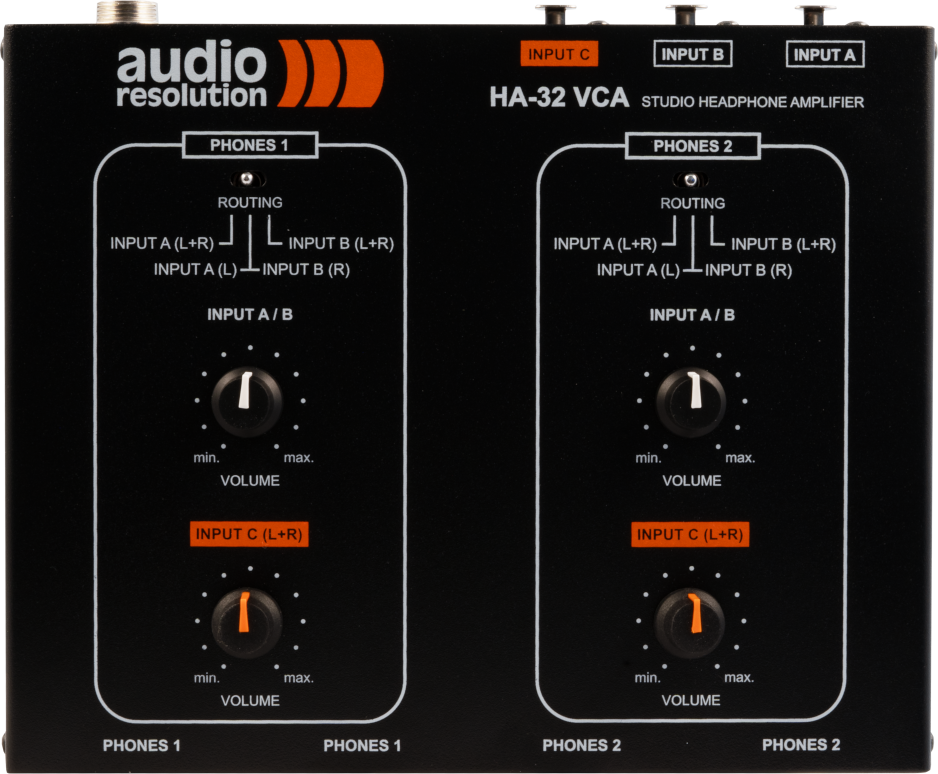 audio
resolution
INPUT C
INPUT B
INPUT A
HA-32 VCA STUDIO HEADPHONE AMPLIFIER
PHONES 1
ROUTING
INPUT A (L+R)
INPUT B (L+R)
INPUT A (L)
INPUT B (R)
INPUT A / B
min.
max.
VOLUME
INPUT C (L+R)
min.
max.
VOLUME
PHONES 1
PHONES 1
PHONES 2
ROUTING
INPUT A (L+R)
INPUT B (L+R)
INPUT A (L)
INPUT B (R)
INPUT A / B
min.
max.
VOLUME
INPUT C (L+R)
min.
max.
VOLUME
PHONES 2
PHONES 2